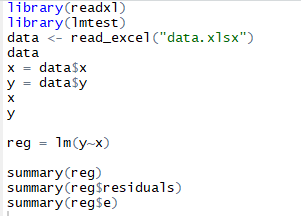 library(readxl)
library(lmtest)
data <- read_excel("data.xlsx")
data
x = data$x
y = data$y
x
y
reg = lm(y~x)
summary(reg)
summary(reg$residuals)
summary(reg$e)